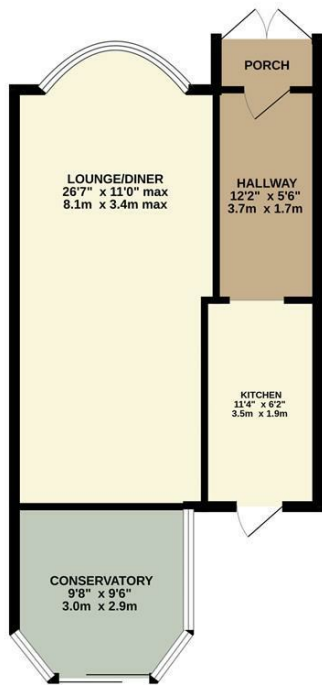 PORCH
LOUNGE/DINER
26'7" x 11'0" max
8.1m x 3.4m max
HALLWAY
12'2" x 5'6"
3.7m x 1.7m
KITCHEN
11'4" x 6'2"
3.5m x 1.9m
CONSERVATORY
9'8" x 9'6"
3.0m x 2.9m